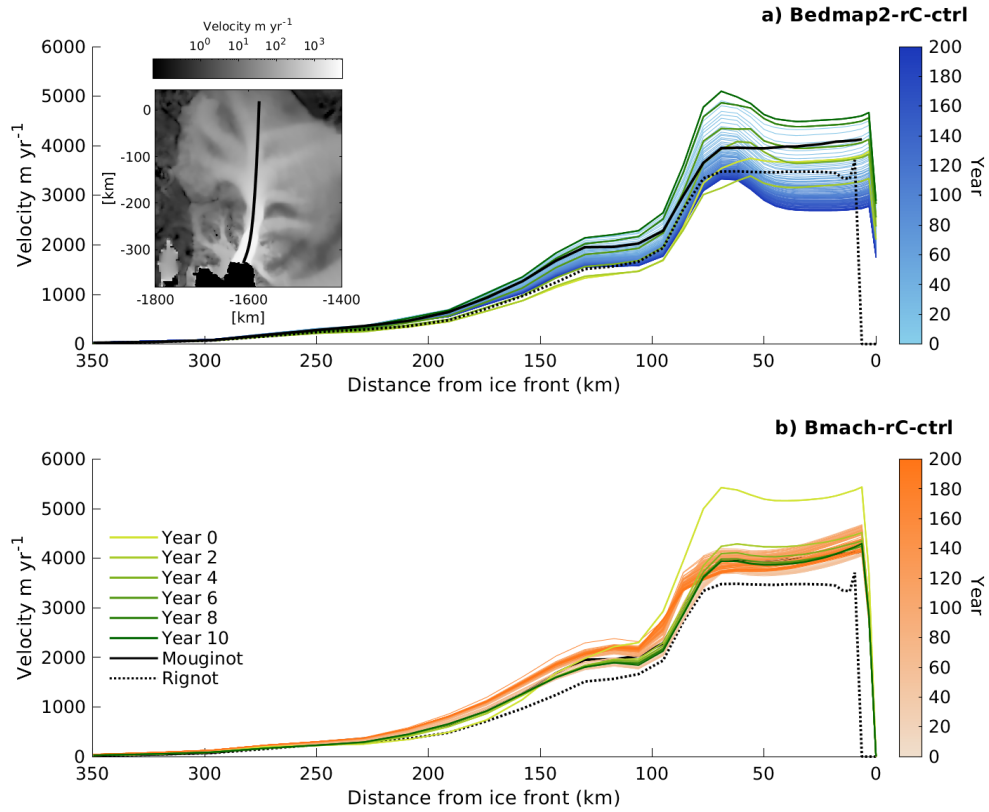 a) Bedmap2-rC-ctrl
Velocity m yr-1
10^0 10^1 10^2 10^3
6000
5000
4000
3000
2000
1000
0
Velocity m yr-1
0
-100
-200
-300
[km]
-1800 -1600 -1400
[km]
350 300 250 200 150 100 50 0
Distance from ice front (km)
200
180
160
140
120
100
80
60
40
20
0
Year
b) Bmach-rC-ctrl
6000
5000
4000
3000
2000
1000
0
Velocity m yr-1
Year 0
Year 2
Year 4
Year 6
Year 8
Year 10
Mouginot
Rignot
350 300 250 200 150 100 50 0
Distance from ice front (km)
200
180
160
140
120
100
80
60
40
20
0
Year